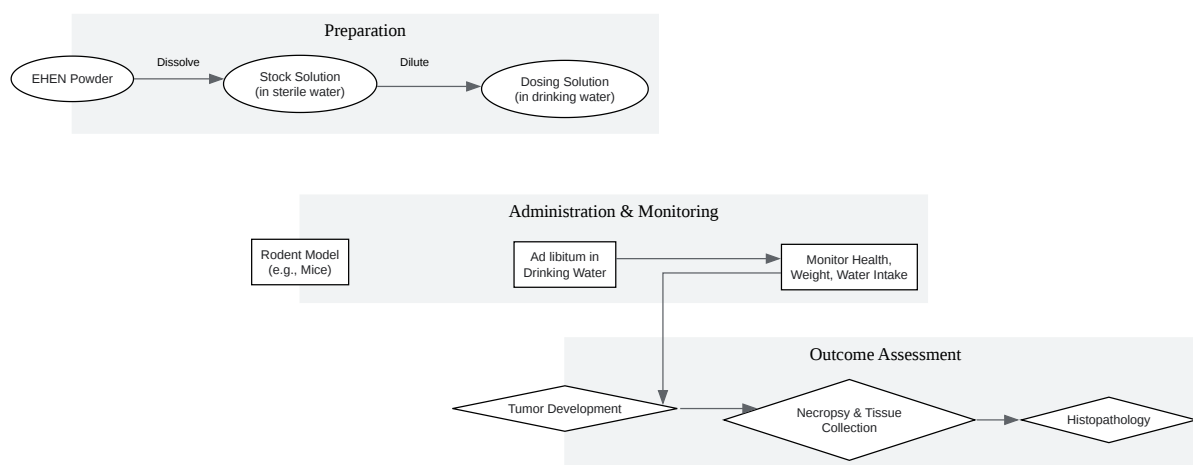 Preparation
EHEN Powder
Dissolve
Stock Solution
(in sterile water)
Dilute
Dosing Solution
(in drinking water)
Administration & Monitoring
Rodent Model
(e.g., Mice)
Ad libitum in
Drinking Water
Monitor Health,
Weight, Water Intake
Outcome Assessment
Tumor Development
Necropsy & Tissue
Collection
Histopathology